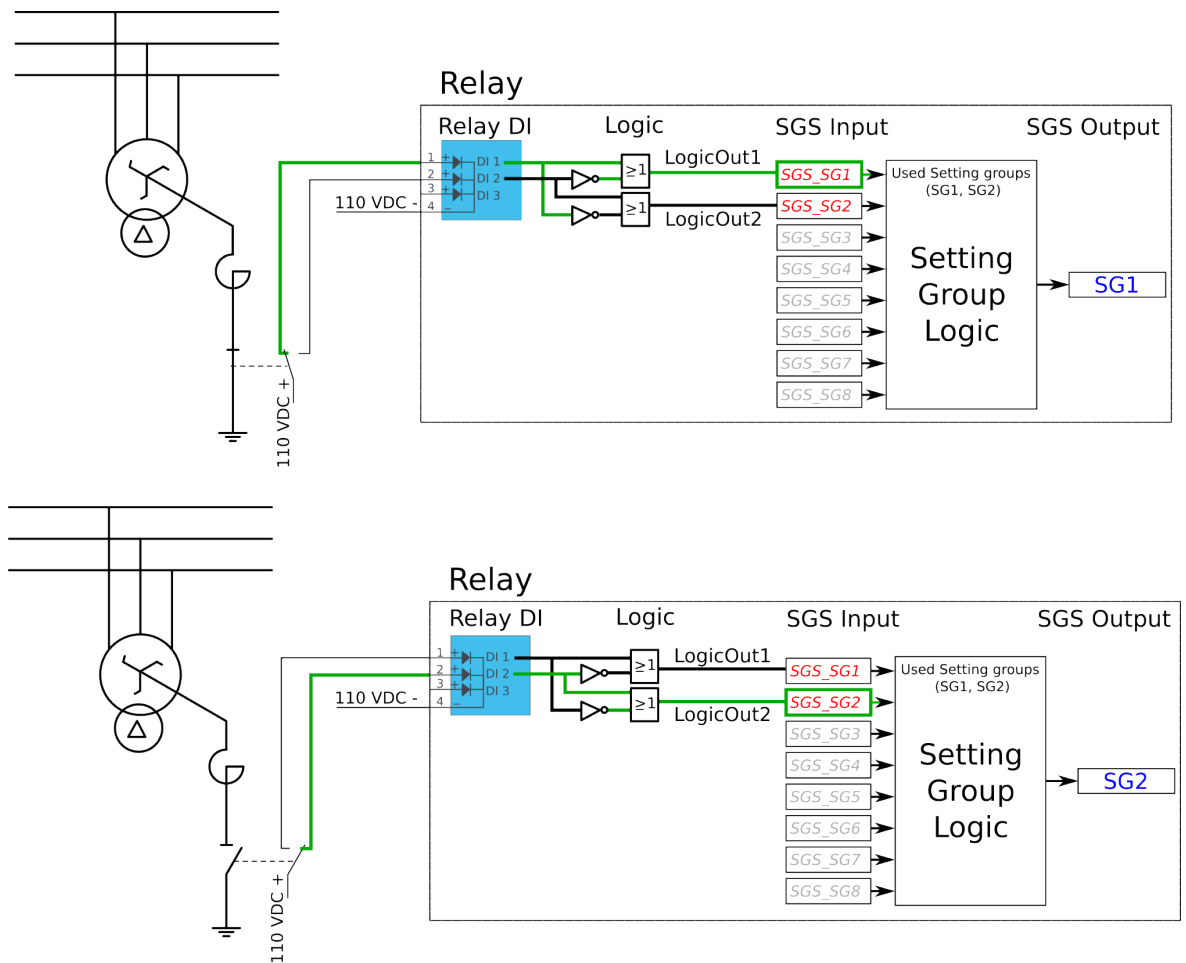 Relay
Relay DI
Logic
SGS Input
SGS Output
1
+
DI 1
2
+
DI 2
3
+
DI 3
110 VDC -
4
–
≥1
LogicOut1
≥1
LogicOut2
SGS_SG1
SGS_SG2
SGS_SG3
SGS_SG4
SGS_SG5
SGS_SG6
SGS_SG7
SGS_SG8
Used Setting groups
(SG1, SG2)
Setting
Group
Logic
SG1
Δ
110 VDC +
Relay
Relay DI
Logic
SGS Input
SGS Output
1
+
DI 1
2
+
DI 2
3
+
DI 3
110 VDC -
4
–
≥1
LogicOut1
≥1
LogicOut2
SGS_SG1
SGS_SG2
SGS_SG3
SGS_SG4
SGS_SG5
SGS_SG6
SGS_SG7
SGS_SG8
Used Setting groups
(SG1, SG2)
Setting
Group
Logic
SG2
Δ
110 VDC +